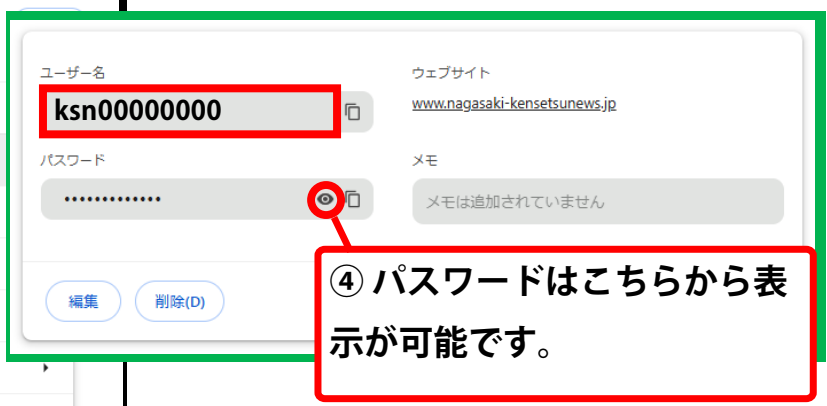 ユーザー名
ksn00000000
パスワード
•••••••••••••
ウェブサイト
www.nagasaki-kensetsunews.jp
メモ
メモは追加されていません
編集
削除(D)
④ パスワードはこちらから表
示が可能です。